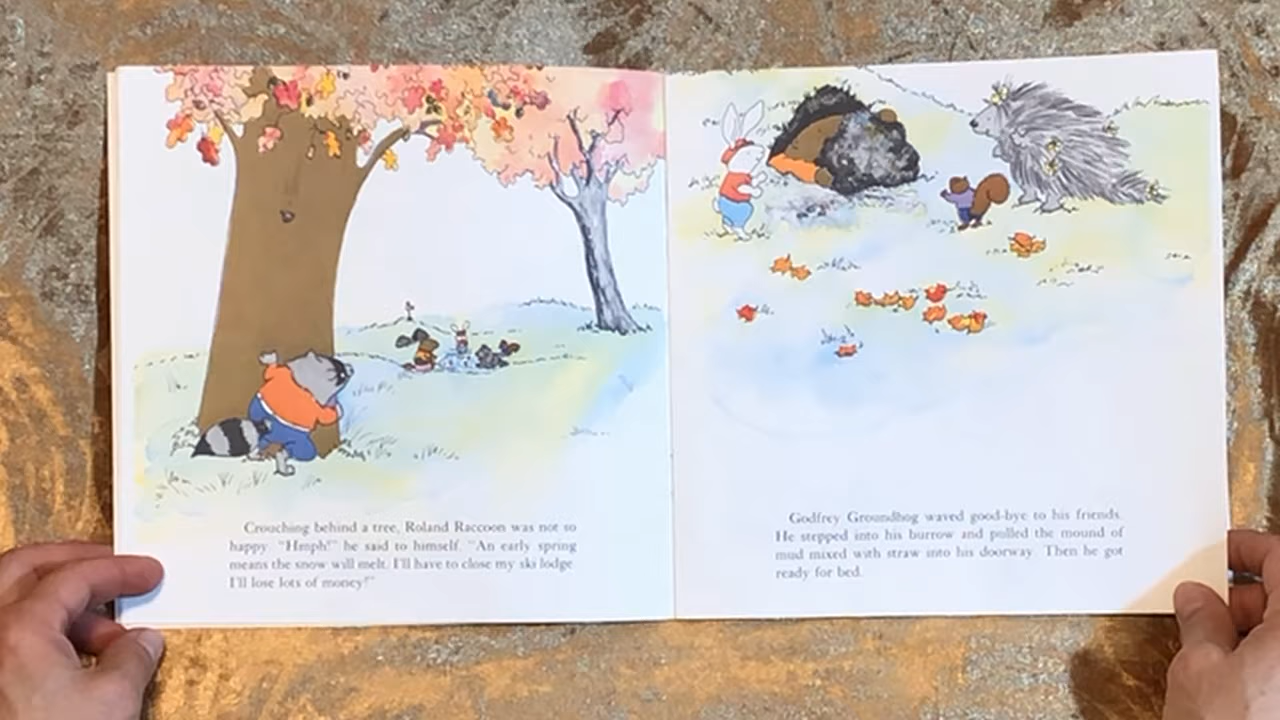 Crouching behind a tree, Roland Raccoon was not so
happy. "Hmph!" he said to himself. "An early spring
means the snow will melt. I'll have to close my ski lodge.
I'll lose lots of money!"
Godfrey Groundhog waved good-bye to his friends.
He stepped into his burrow and pulled the mound of
mud mixed with straw into his doorway. Then he got
ready for bed.